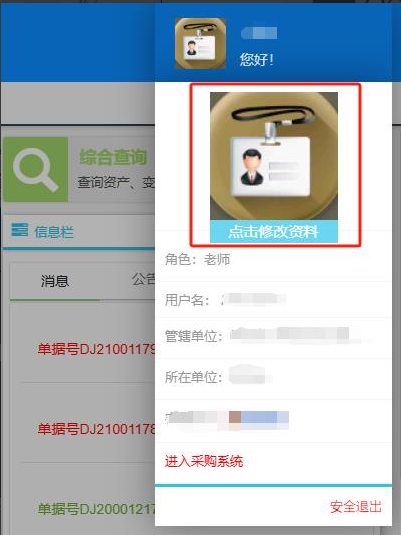 您好!
综合查询
查询资产、变
点击修改资料
信息栏
角色：老师
消息
公告
用户名：
管辖单位：
单据号DJ21001179
所在单位：
单据号DJ21001178
进入采购系统
单据号DJ20001217
安全退出